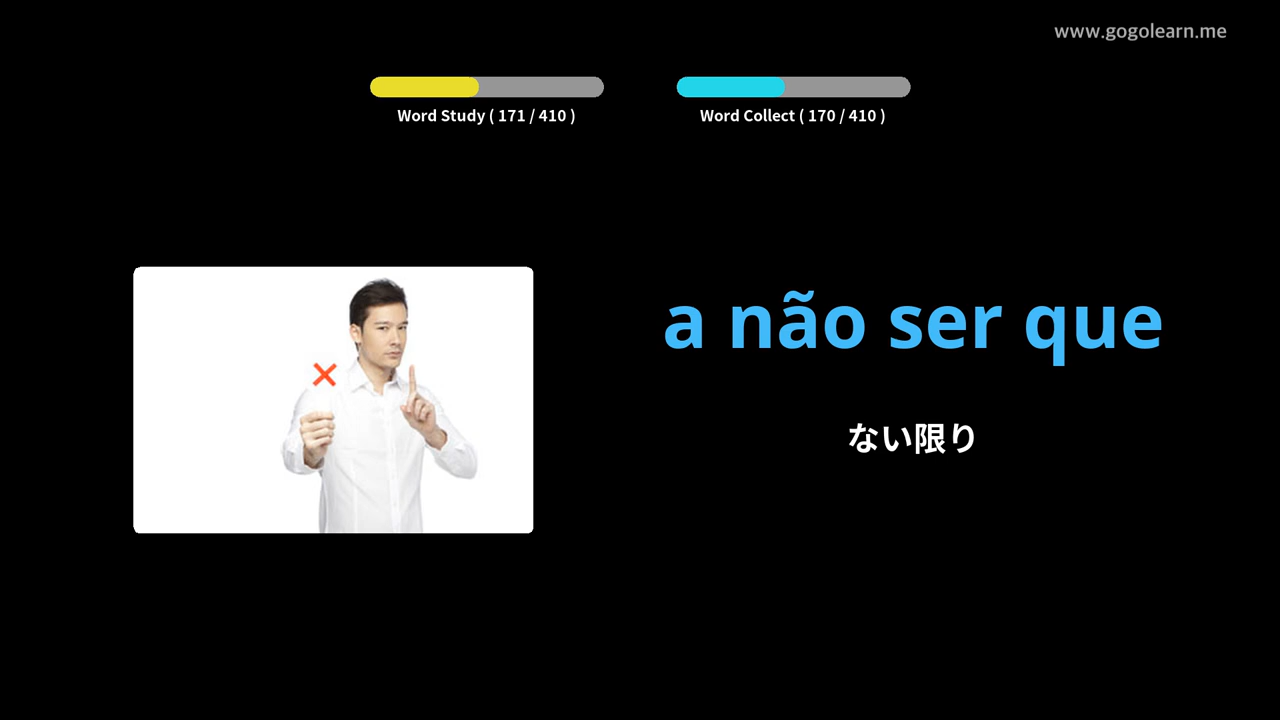 www.gogolearn.me
Word Study ( 171 / 410 )
Word Collect ( 170 / 410 )
a não ser que
ない限り